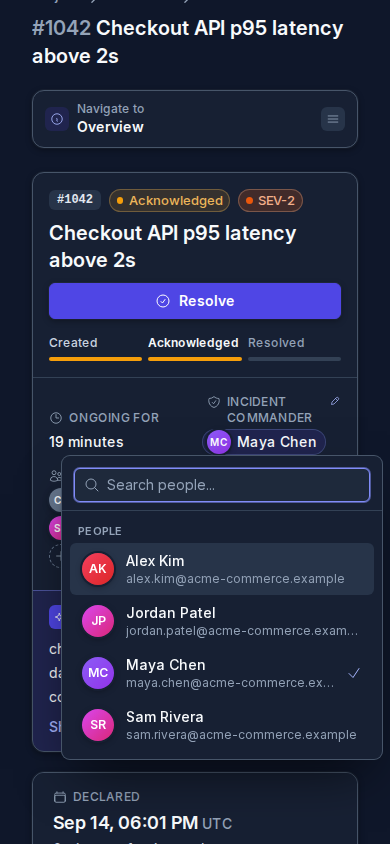 #1042 Checkout API p95 latency
above 2s
Navigate to
Overview
#1042 Acknowledged SEV-2
Checkout API p95 latency
above 2s
Resolve
Created Acknowledged Resolved
ONGOING FOR
19 minutes
INCIDENT
COMMANDER
MC Maya Chen
Search people...
PEOPLE
AK Alex Kim
alex.kim@acme-commerce.example
JP Jordan Patel
jordan.patel@acme-commerce.exam...
MC Maya Chen
maya.chen@acme-commerce.ex...
SR Sam Rivera
sam.rivera@acme-commerce.example
DECLARED
Sep 14, 06:01 PM UTC